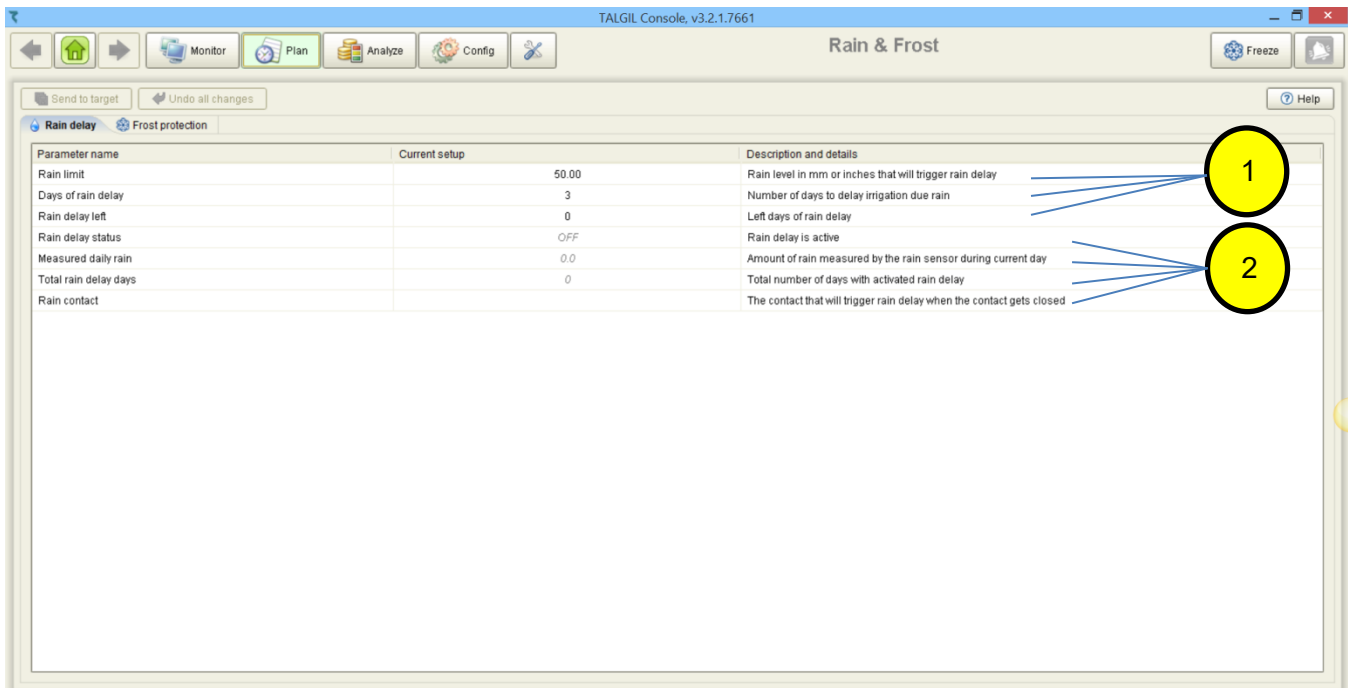 TALGIL Console, v3.2.1.7661
Monitor Plan Analyze Config Rain & Frost Freeze
Send to target Undo all changes Help
Rain delay Frost protection
Parameter name Current setup Description and details
Rain limit 50.00 Rain level in mm or inches that will trigger rain delay
Days of rain delay 3 Number of days to delay irrigation due rain
Rain delay left 0 Left days of rain delay
Rain delay status OFF Rain delay is active
Measured daily rain 0.0 Amount of rain measured by the rain sensor during current day
Total rain delay days 0 Total number of days with activated rain delay
Rain contact The contact that will trigger rain delay when the contact gets closed
1
2